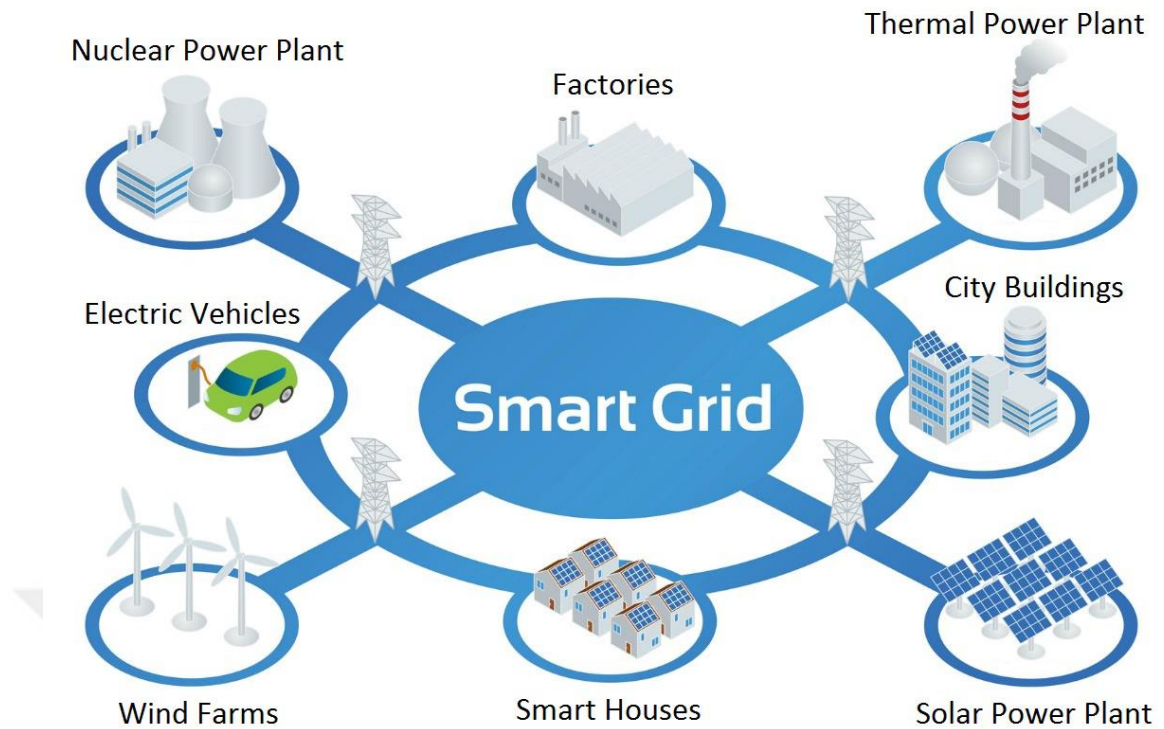 Thermal Power Plant
Nuclear Power Plant
Factories
City Buildings
Electric Vehicles
Smart Grid
Wind Farms
Smart Houses
Solar Power Plant